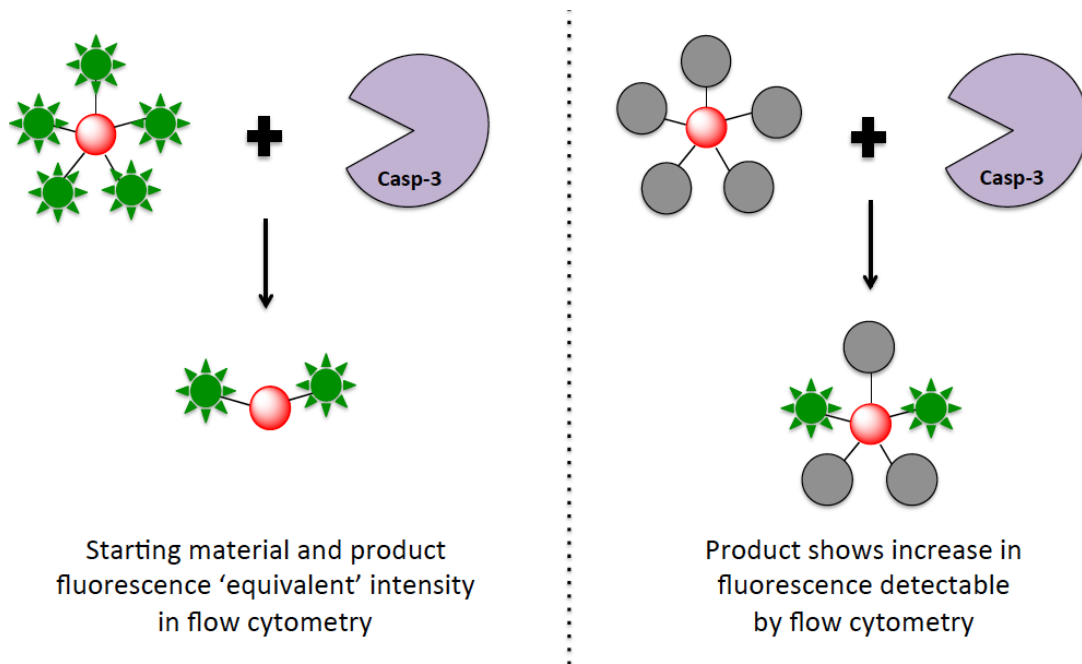 Casp-3
Casp-3
Starting material and product
fluorescence ‘equivalent’ intensity
in flow cytometry
Product shows increase in
fluorescence detectable
by flow cytometry